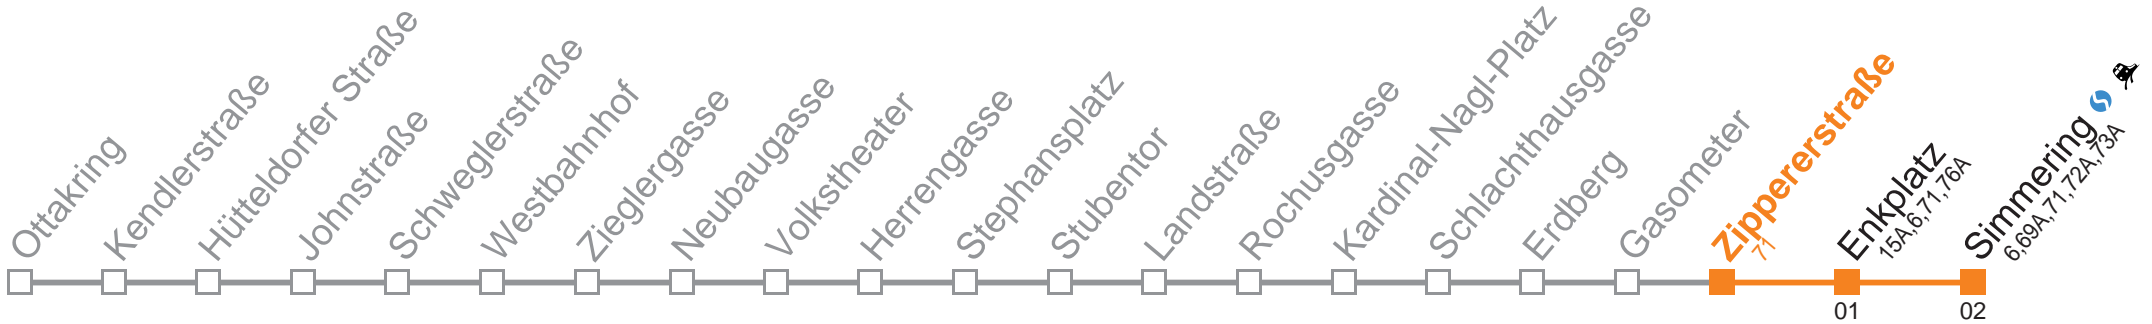 Ottakring
Kendlerstraße
Hütteldorfer Straße
Johnstraße
Schweglerstraße
Westbahnhof
Zieglergasse
Neubaugasse
Volkstheater
Herrengasse
Stephansplatz
Stubentor
Landstraße
Rochusgasse
Kardinal-Nagl-Platz
Schlachthausgasse
Erdberg
Gasometer
Zippererstraße
71
Enkplatz
15A,6,71,76A
01
Simmering
6,69A,71,72A,73A
02